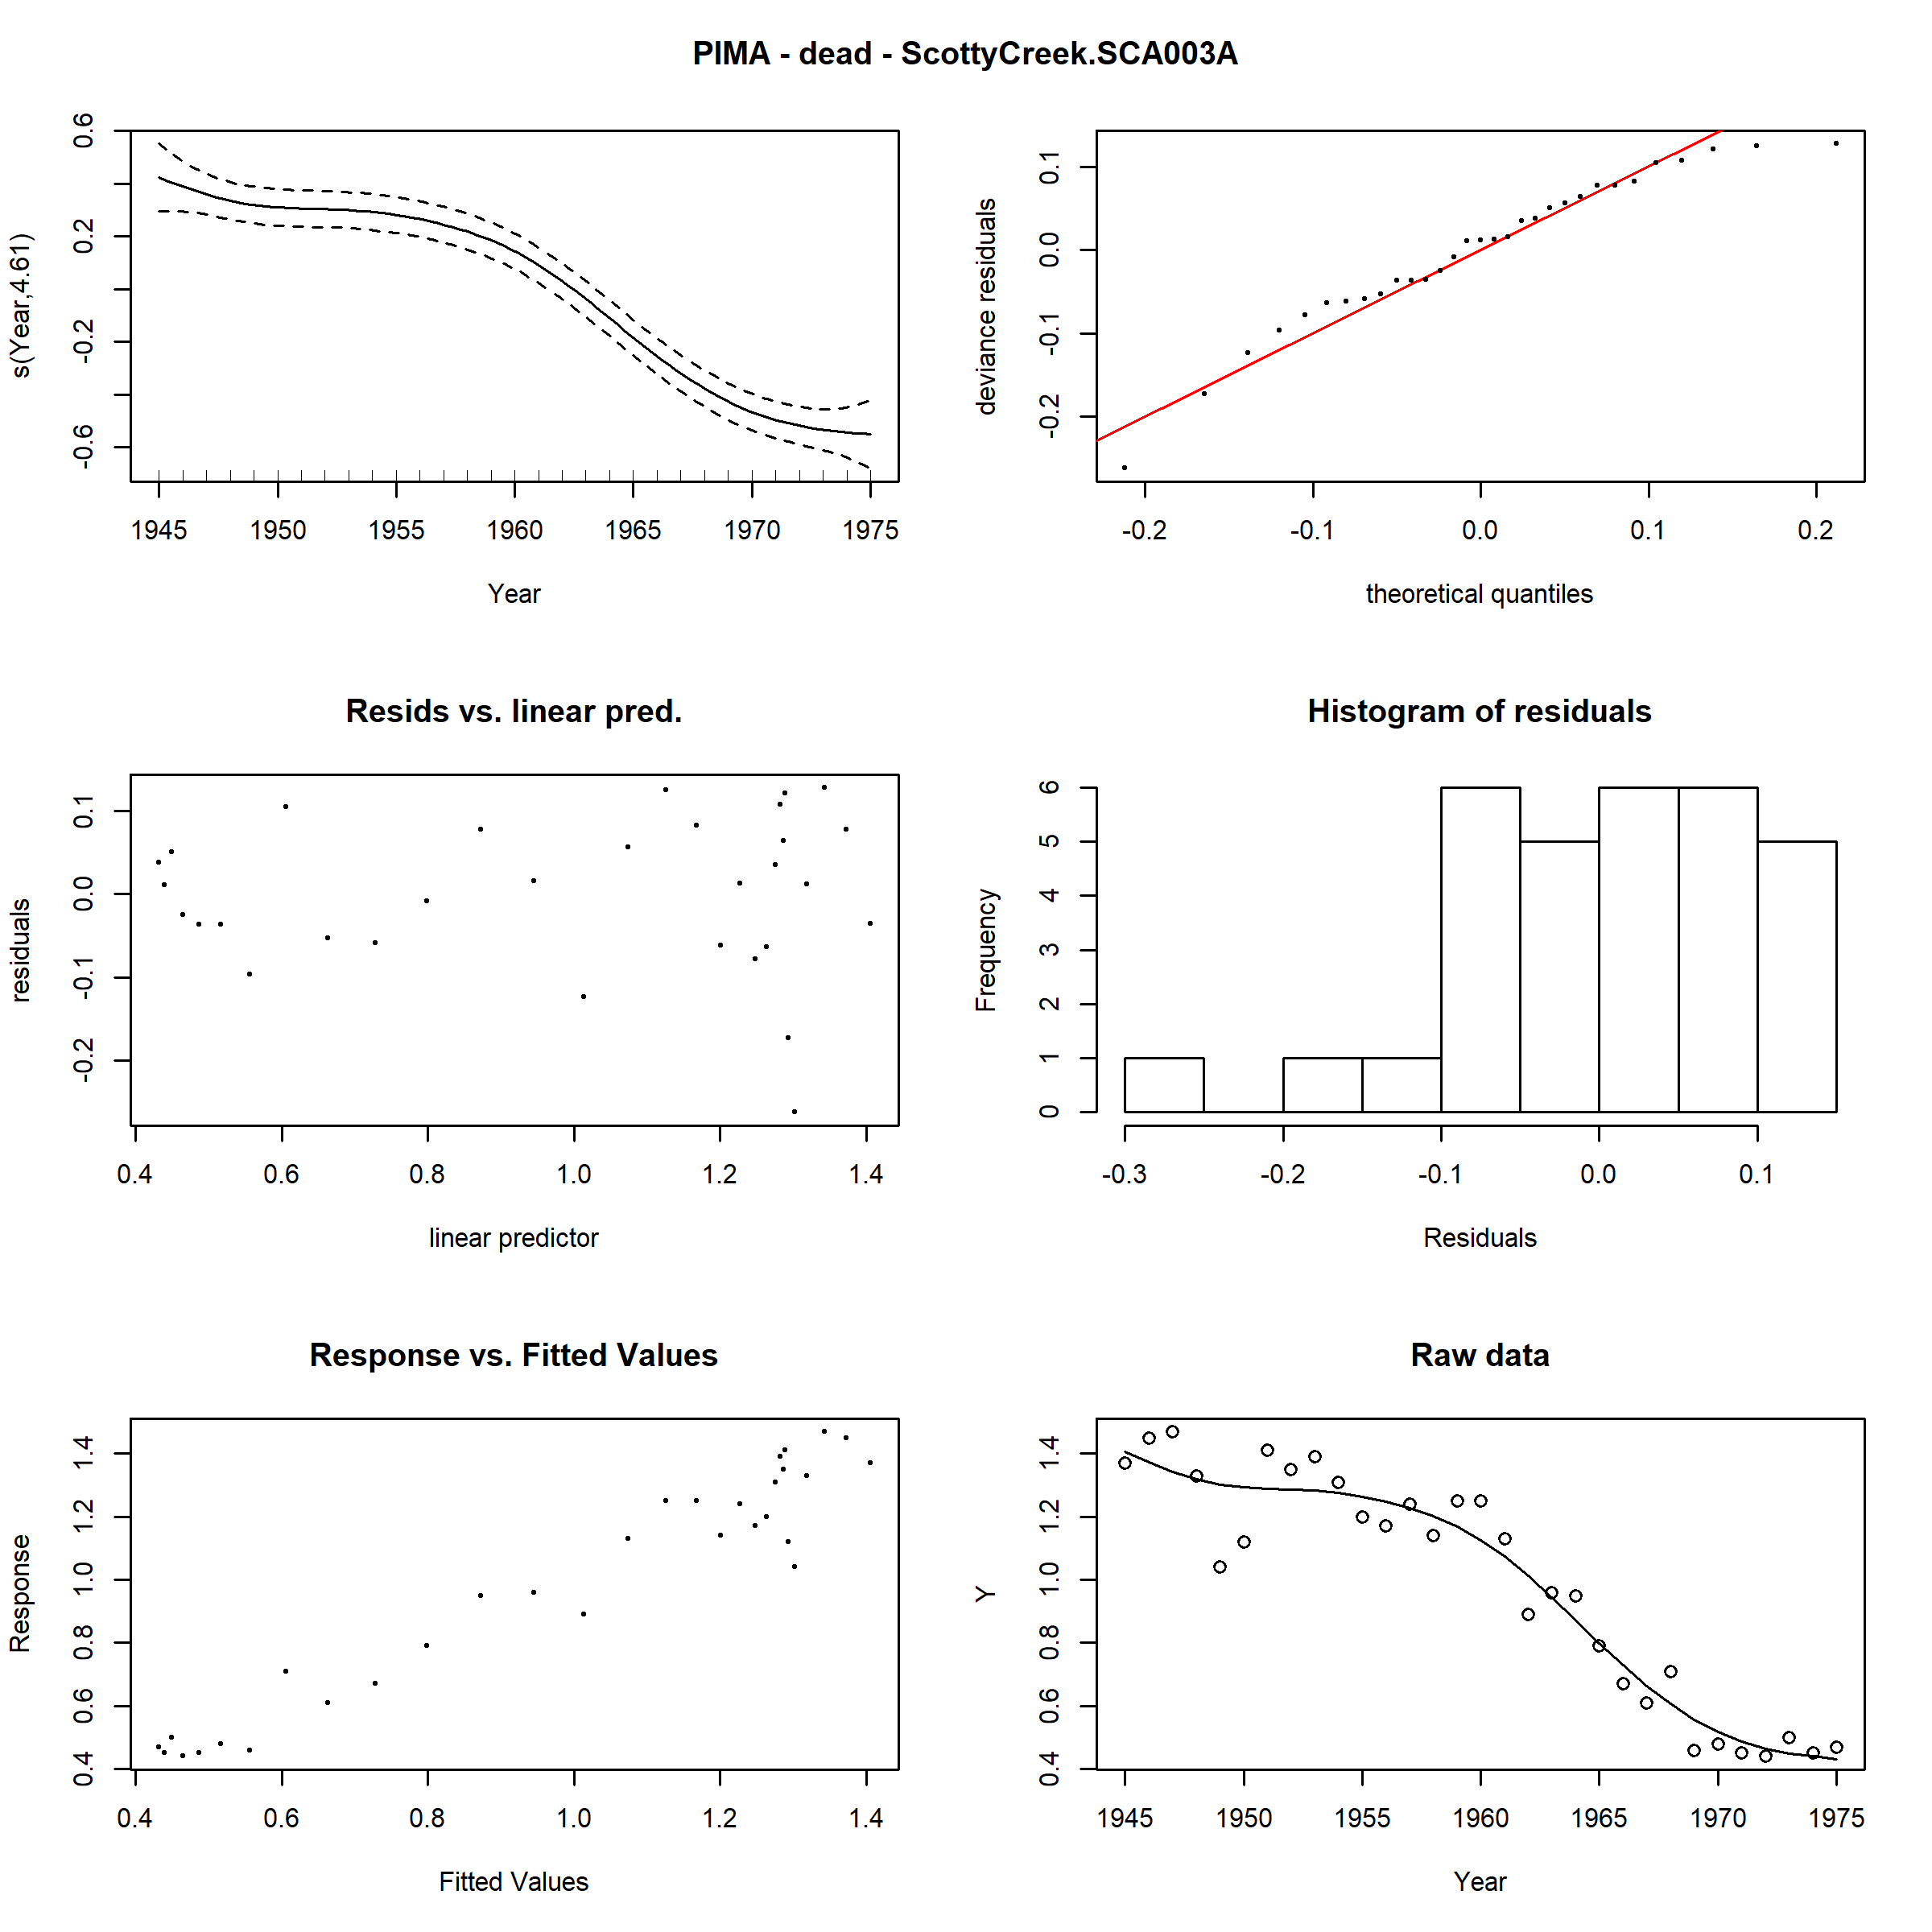 PIMA - dead - ScottyCreek.SCA003A
s(Year,4.61)
-0.6 -0.2 0.2 0.6
1945 1950 1955 1960 1965 1970 1975
Year
deviance residuals
-0.2 -0.1 0.0 0.1
-0.2 -0.1 0.0 0.1 0.2
theoretical quantiles
Resids vs. linear pred.
residuals
-0.2 -0.1 0.0 0.1
0.4 0.6 0.8 1.0 1.2 1.4
linear predictor
Histogram of residuals
Frequency
0 1 2 3 4 5 6
-0.3 -0.2 -0.1 0.0 0.1
Residuals
Response vs. Fitted Values
Response
0.4 0.6 0.8 1.0 1.2 1.4
0.4 0.6 0.8 1.0 1.2 1.4
Fitted Values
Raw data
Y
0.4 0.6 0.8 1.0 1.2 1.4
1945 1950 1955 1960 1965 1970 1975
Year